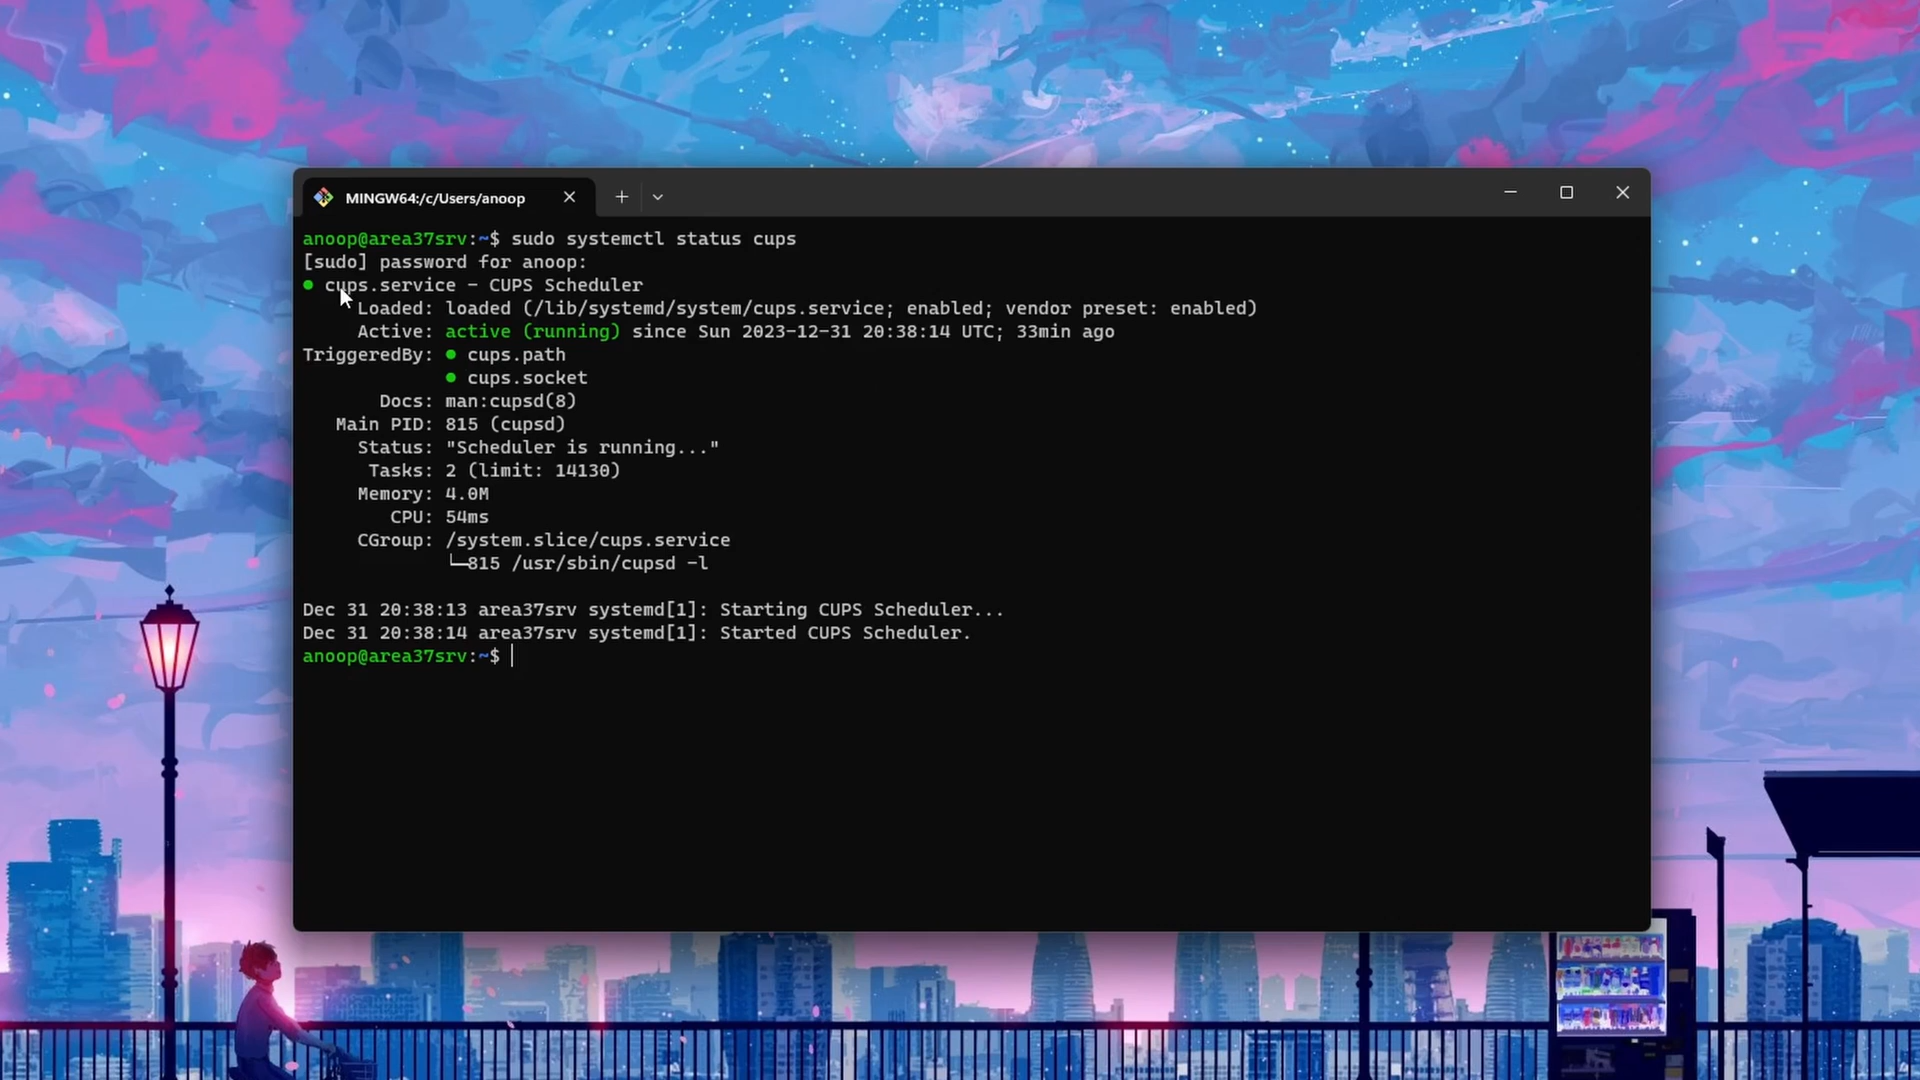 MINGW64:/c/Users/anoop
anoop@area37srv:~$ sudo systemctl status cups
[sudo] password for anoop:
● cups.service - CUPS Scheduler
Loaded: loaded (/lib/systemd/system/cups.service; enabled; vendor preset: enabled)
Active: active (running) since Sun 2023-12-31 20:38:14 UTC; 33min ago
TriggeredBy: ● cups.path
● cups.socket
Docs: man:cupsd(8)
Main PID: 815 (cupsd)
Status: "Scheduler is running..."
Tasks: 2 (limit: 14130)
Memory: 4.0M
CPU: 54ms
CGroup: /system.slice/cups.service
└─815 /usr/sbin/cupsd -l
Dec 31 20:38:13 area37srv systemd[1]: Starting CUPS Scheduler...
Dec 31 20:38:14 area37srv systemd[1]: Started CUPS Scheduler.
anoop@area37srv:~$